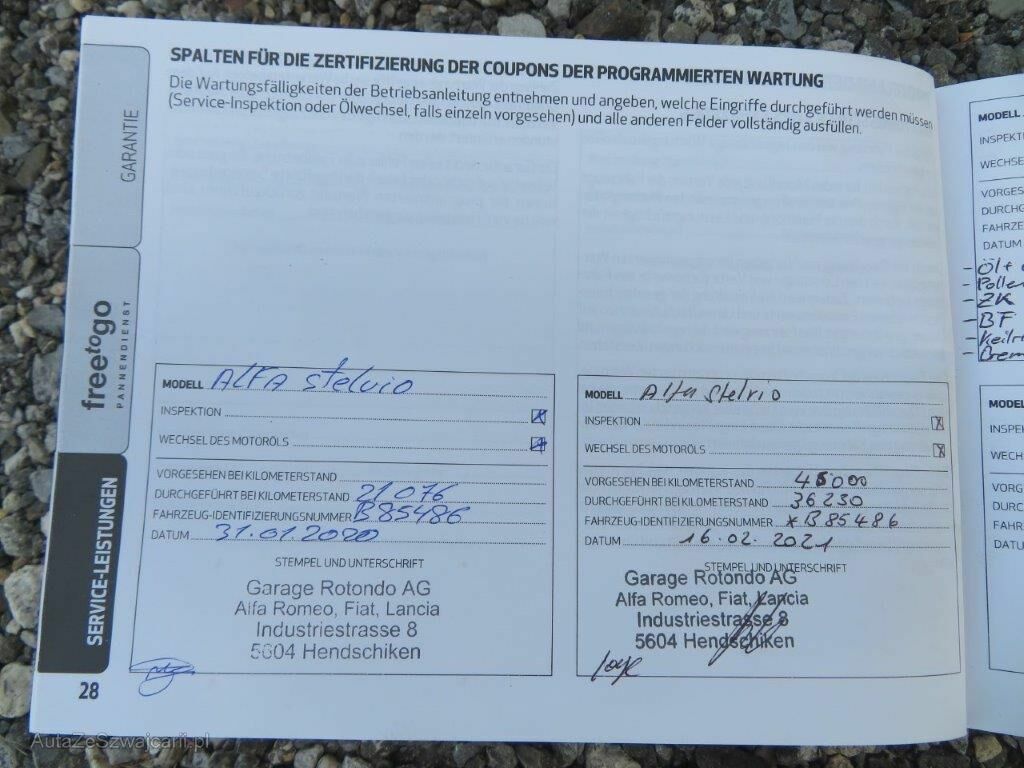 SPALTEN FÜR DIE ZERTIFIZIERUNG DER COUPONS DER PROGRAMMIERTEN WARTUNG
Die Wartungsfälligkeiten der Betriebsanleitung entnehmen und angeben, welche Eingriffe durchgeführt werden müssen
(Service-Inspektion oder Ölwechsel, falls einzeln vorgesehen) und alle anderen Felder vollständig ausfüllen.
GARANTIE
freetogo
PANNENDIENST
SERVICE-LEISTUNGEN
28
MODELL ALFA Stelvio
INSPEKTION X
WECHSEL DES MOTORÖLS X
VORGESEHEN BEI KILOMETERSTAND
DURCHGEFÜHRT BEI KILOMETERSTAND 21076
FAHRZEUG-IDENTIFIZIERUNGSNUMMER B85486
DATUM 31.01.2020
STEMPEL UND UNTERSCHRIFT
Garage Rotondo AG
Alfa Romeo, Fiat, Lancia
Industriestrasse 8
5604 Hendschiken
MODELL Alfa Stelvio
INSPEKTION X
WECHSEL DES MOTORÖLS X
VORGESEHEN BEI KILOMETERSTAND 45000
DURCHGEFÜHRT BEI KILOMETERSTAND 36230
FAHRZEUG-IDENTIFIZIERUNGSNUMMER *B85486
DATUM 16.02.2021
STEMPEL UND UNTERSCHRIFT
Garage Rotondo AG
Alfa Romeo, Fiat, Lancia
Industriestrasse 8
5604 Hendschiken
MODELL
INSPEKT
WECHSE
VORGES
DURCHG
FAHRZE
DATUM
- Öl +
- Polle
- ZK
- BF
- Keilri
- Brem
MODEL
INSPE
WECH
VORG
DURC
FAHR
DATU
AutaZeSzwajcarii.pl